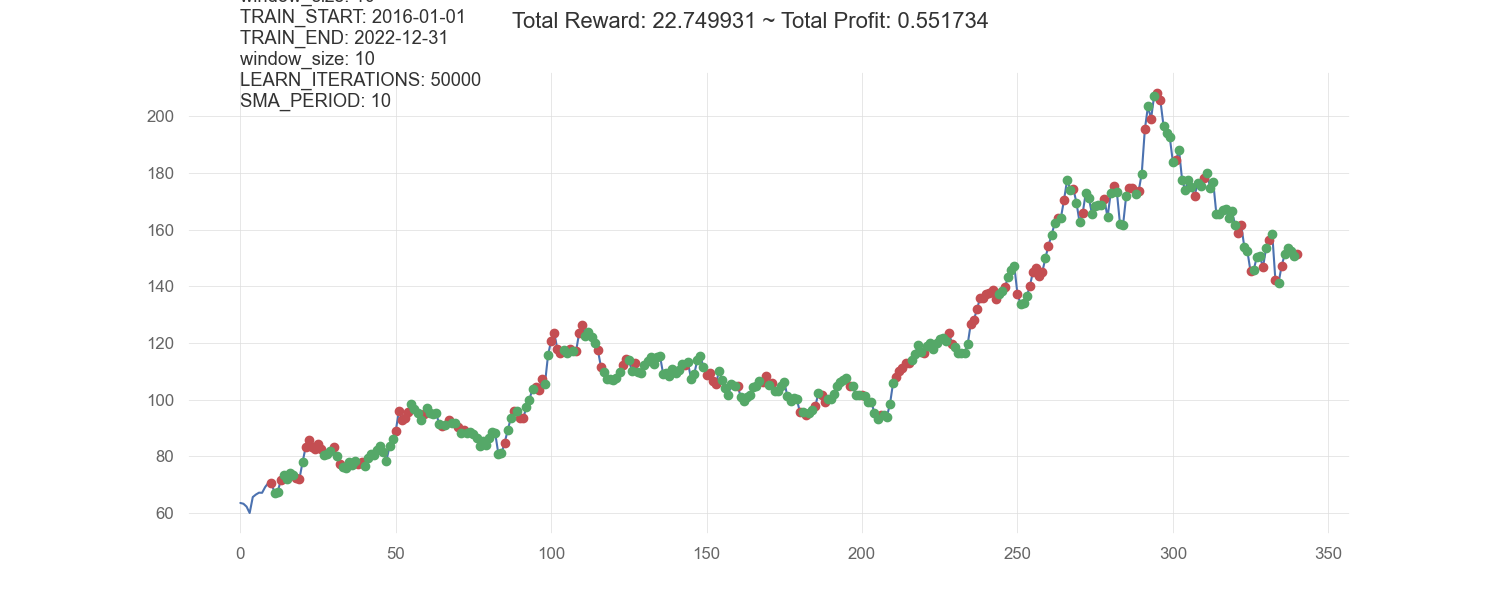 window_size: 10
TRAIN_START: 2016-01-01
TRAIN_END: 2022-12-31
window_size: 10
LEARN_ITERATIONS: 50000
SMA_PERIOD: 10
Total Reward: 22.749931 ~ Total Profit: 0.551734
200
180
160
140
120
100
80
60
0 50 100 150 200 250 300 350